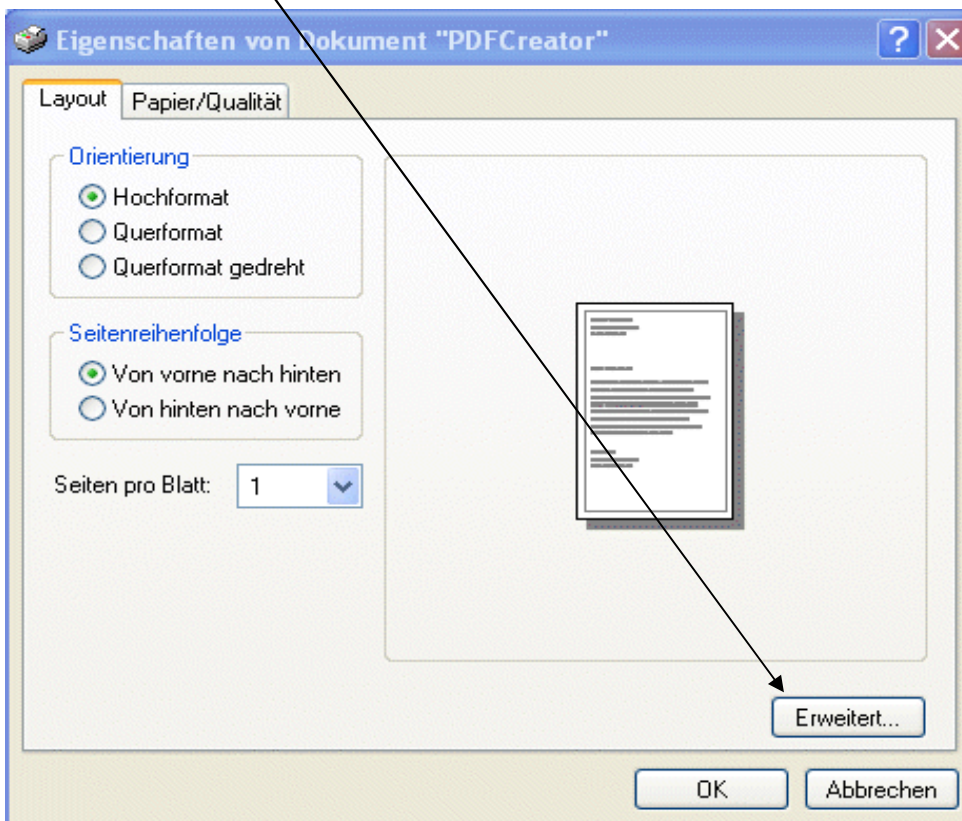 Eigenschaften von Dokument "PDFCreator"
Layout
Papier/Qualität
Orientierung
Hochformat
Querformat
Querformat gedreht
Seitenreihenfolge
Von vorne nach hinten
Von hinten nach vorne
Seiten pro Blatt: 1
Erweitert...
OK
Abbrechen